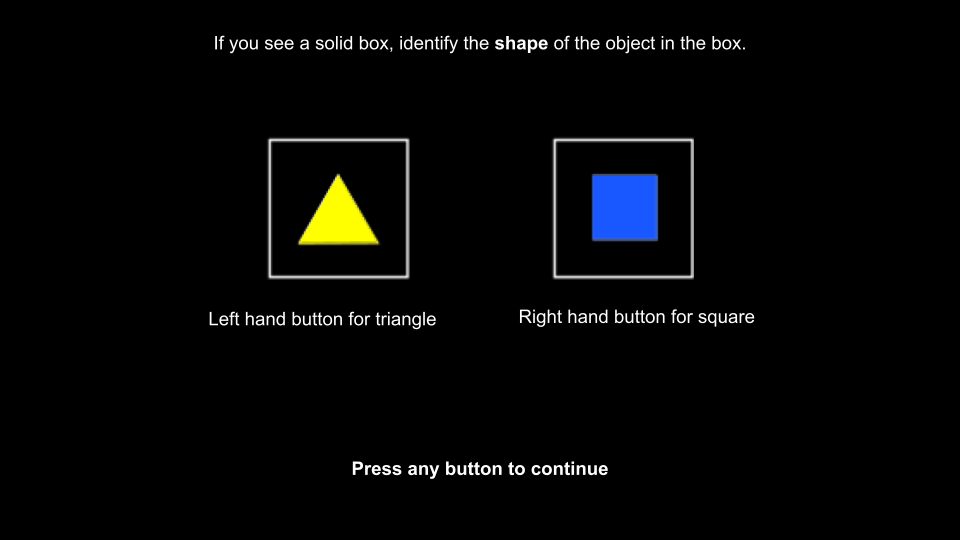 If you see a solid box, identify the shape of the object in the box.
Left hand button for triangle
Right hand button for square
Press any button to continue